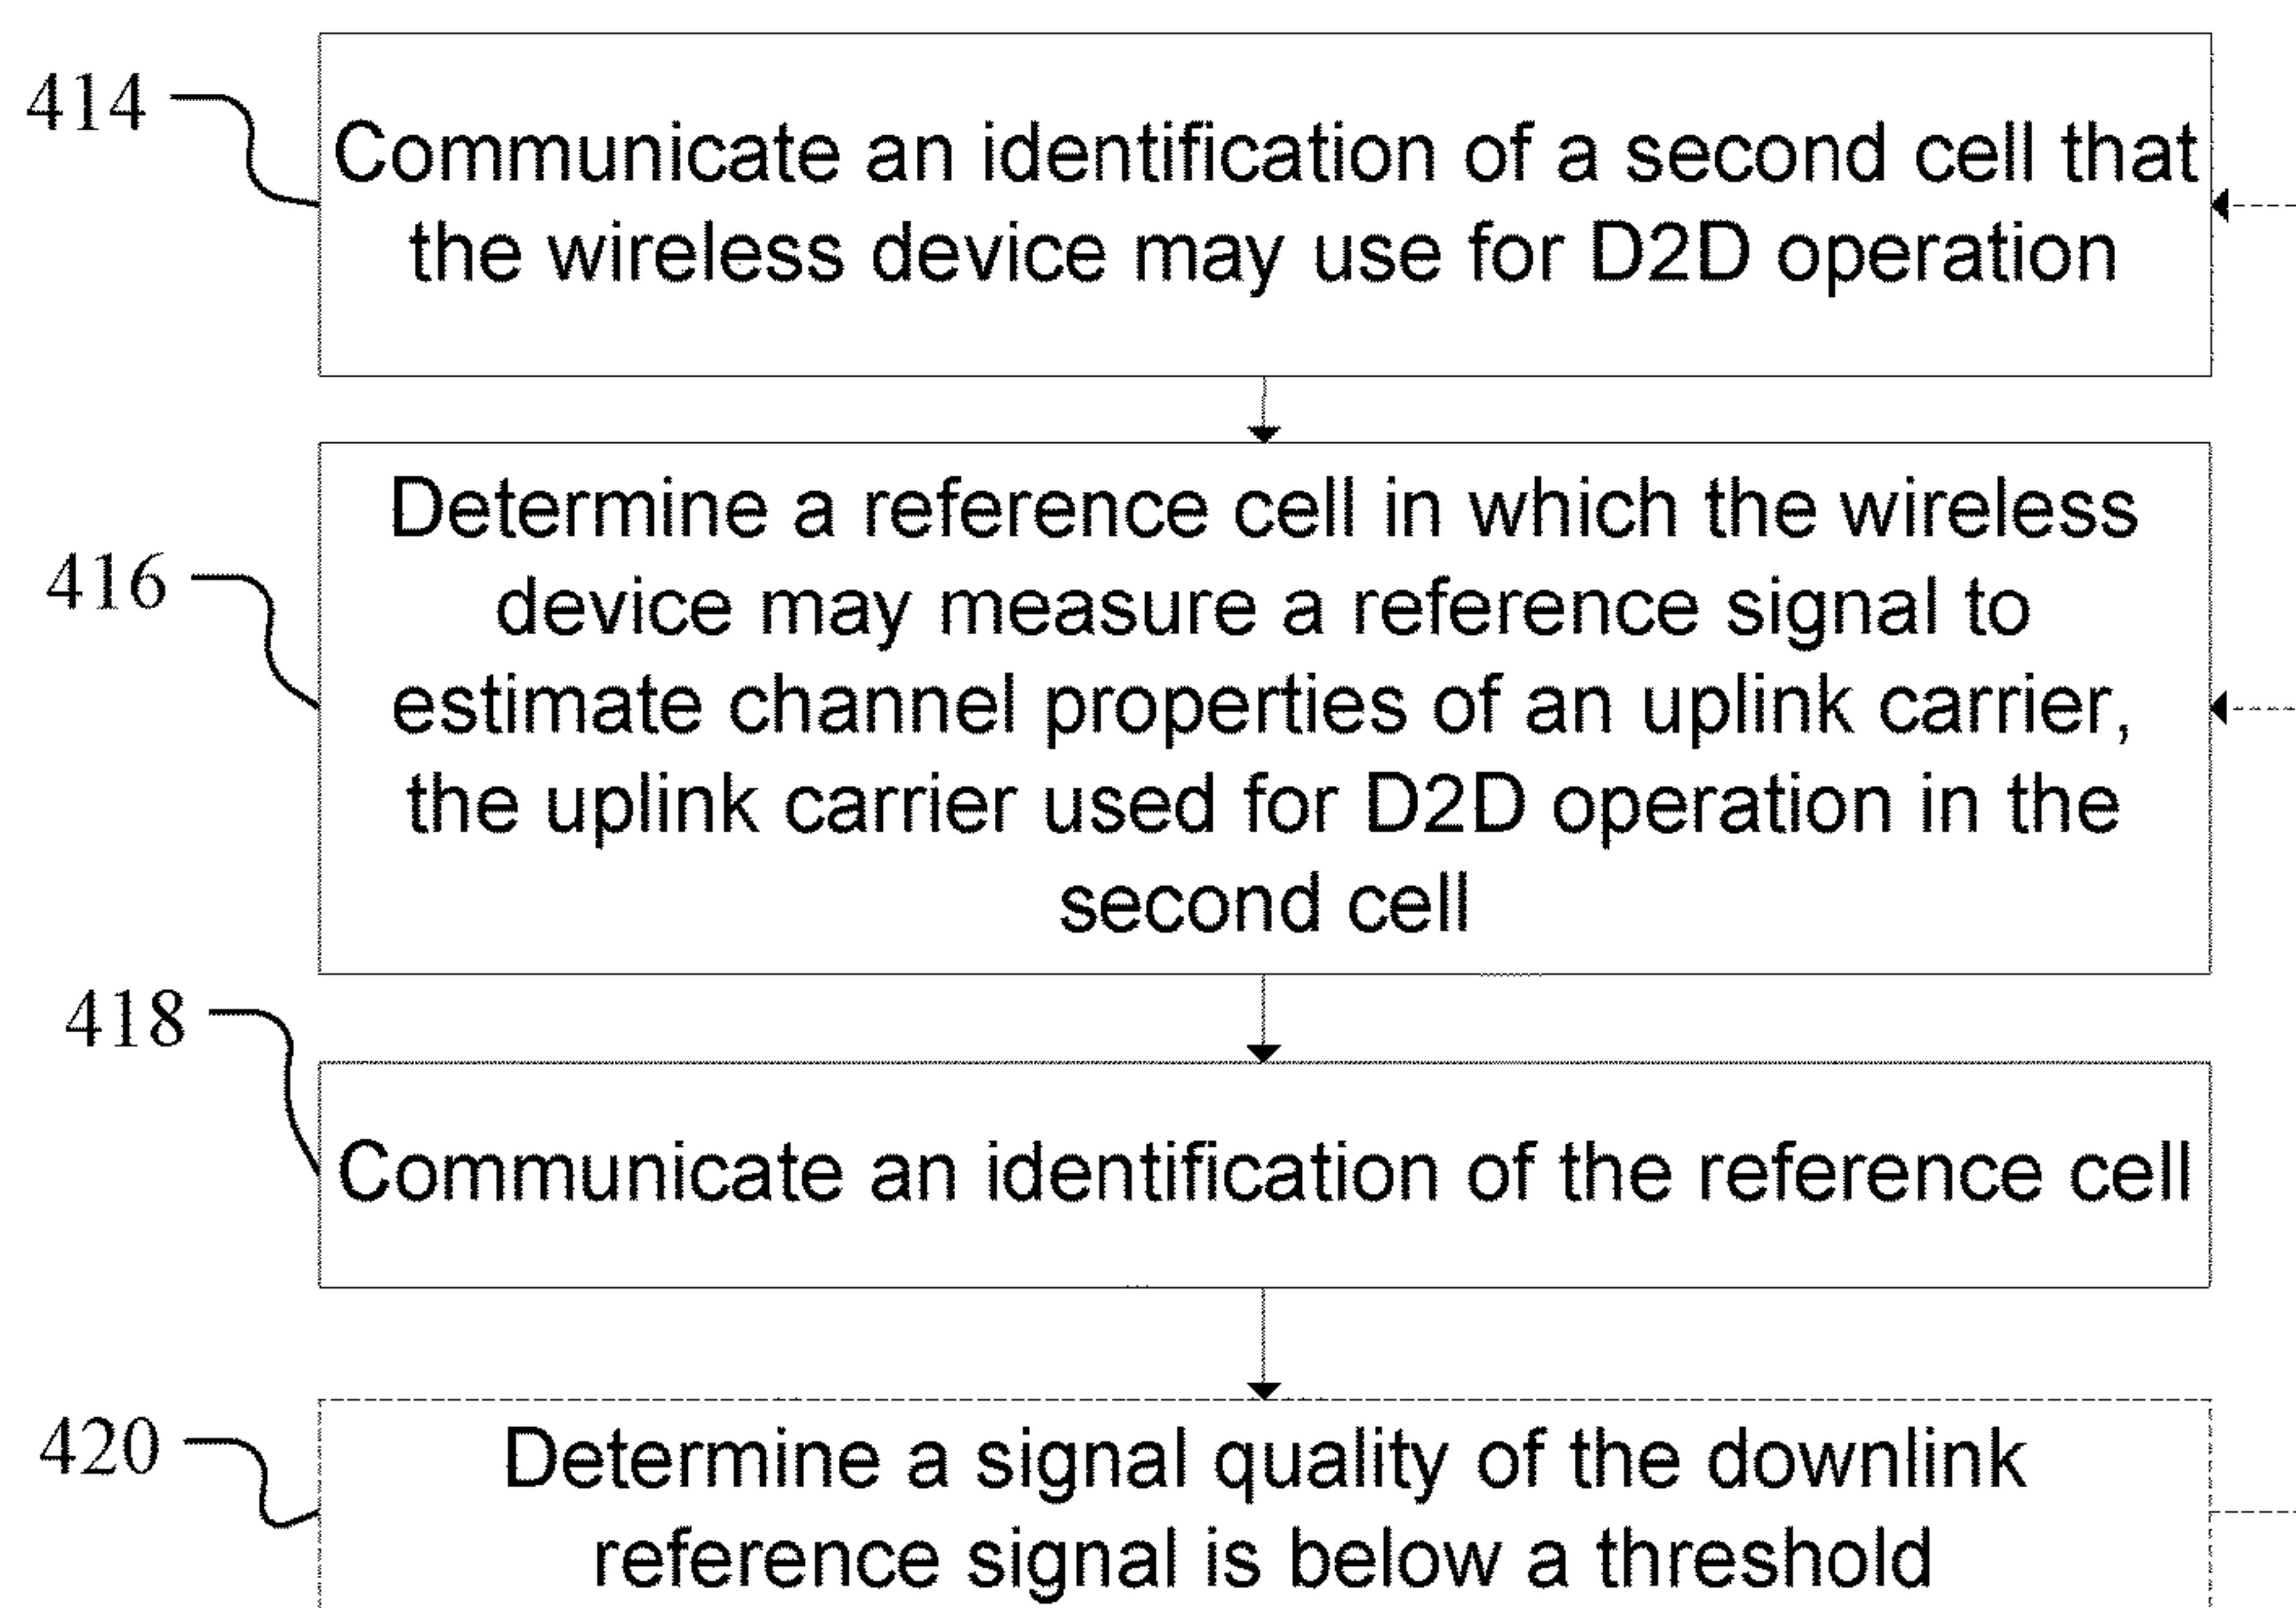 414
Communicate an identification of a second cell that
the wireless device may use for D2D operation
416
Determine a reference cell in which the wireless
device may measure a reference signal to
estimate channel properties of an uplink carrier,
the uplink carrier used for D2D operation in the
second cell
418
Communicate an identification of the reference cell
420
Determine a signal quality of the downlink
reference signal is below a threshold